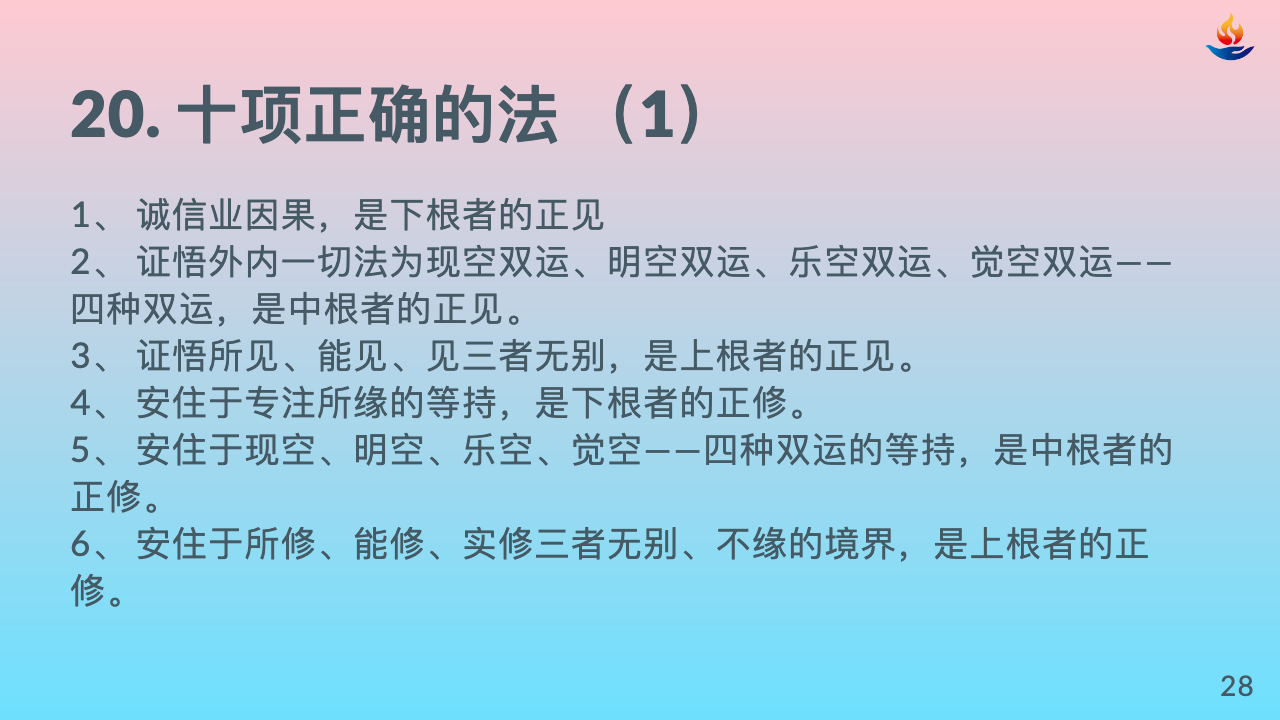 20. 十项正确的法 （1）
1、 诚信业因果，是下根者的正见
2、 证悟外内一切法为现空双运、明空双运、乐空双运、觉空双运——
四种双运，是中根者的正见。
3、 证悟所见、能见、见三者无别，是上根者的正见。
4、 安住于专注所缘的等持，是下根者的正修。
5、 安住于现空、明空、乐空、觉空——四种双运的等持，是中根者的
正修。
6、 安住于所修、能修、实修三者无别、不缘的境界，是上根者的正
修。
28